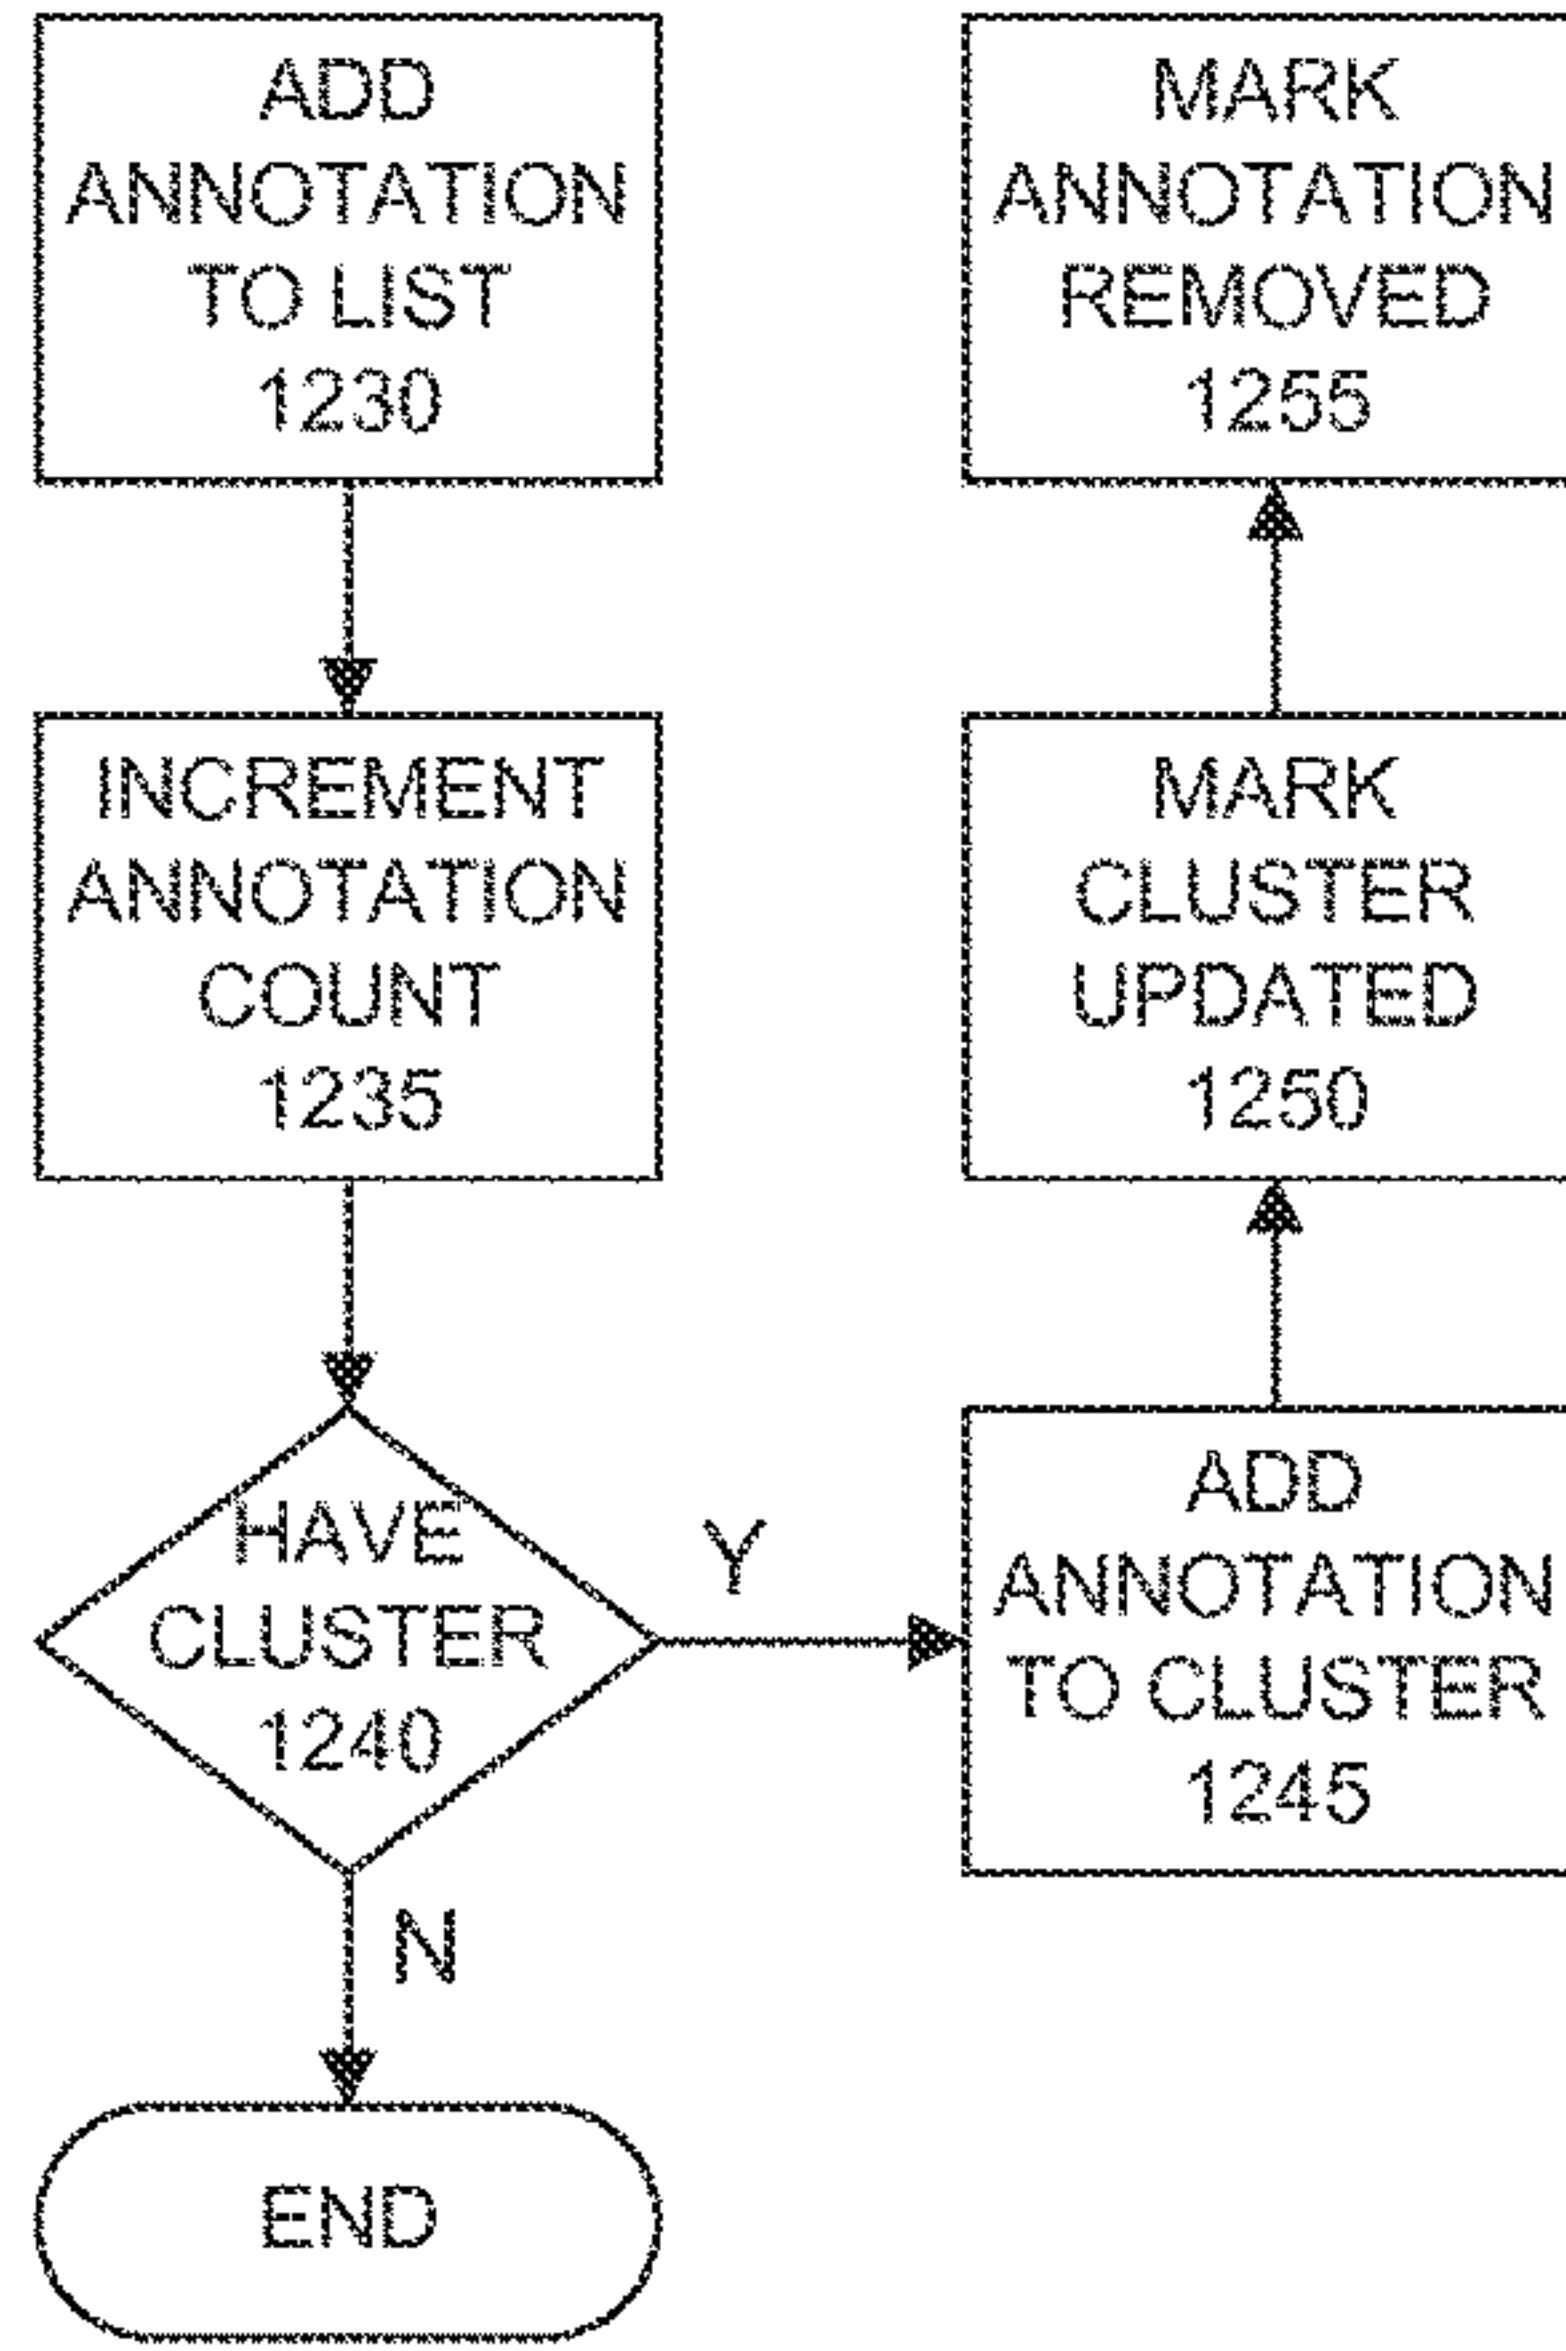 ADD
ANNOTATION
TO LIST
1230
INCREMENT
ANNOTATION
COUNT
1235
HAVE
CLUSTER
1240
Y
N
END
ADD
ANNOTATION
TO CLUSTER
1245
MARK
CLUSTER
UPDATED
1250
MARK
ANNOTATION
REMOVED
1255